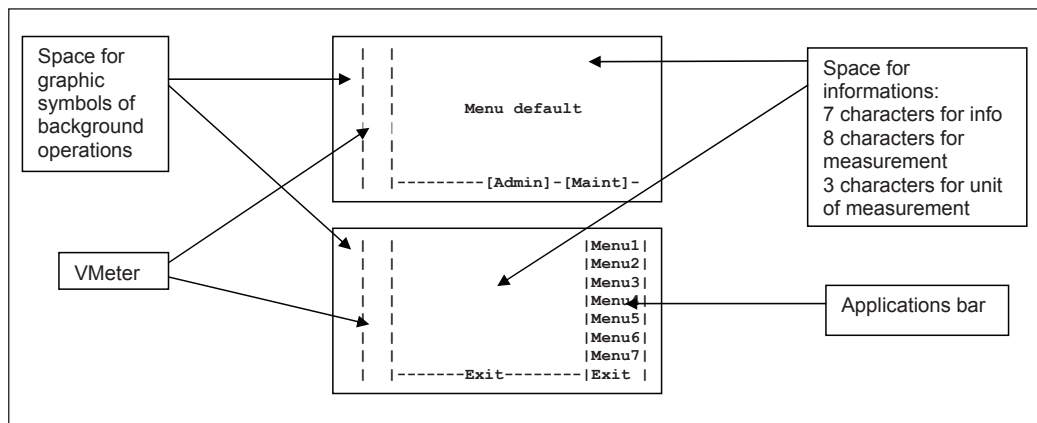 Space for
graphic
symbols of
background
operations
VMeter
Menu default
---------[Admin]-[Maint]-
|Menu1|
|Menu2|
|Menu3|
|Menu4|
|Menu5|
|Menu6|
|Menu7|
|-------Exit--------|Exit |
Space for
informations:
7 characters for info
8 characters for
measurement
3 characters for unit
of measurement
Applications bar